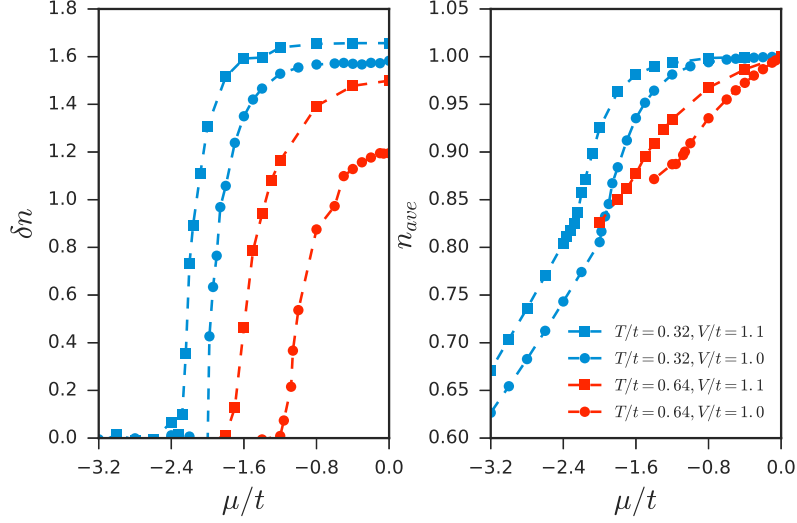 1.8
1.6
1.4
1.2
1.0
0.8
0.6
0.4
0.2
0.0
δn
−3.2 −2.4 −1.6 −0.8 0.0
μ/t
1.05
1.00
0.95
0.90
0.85
0.80
0.75
0.70
0.65
0.60
n_ave
T/t = 0.32, V/t = 1.1
T/t = 0.32, V/t = 1.0
T/t = 0.64, V/t = 1.1
T/t = 0.64, V/t = 1.0
−3.2 −2.4 −1.6 −0.8 0.0
μ/t